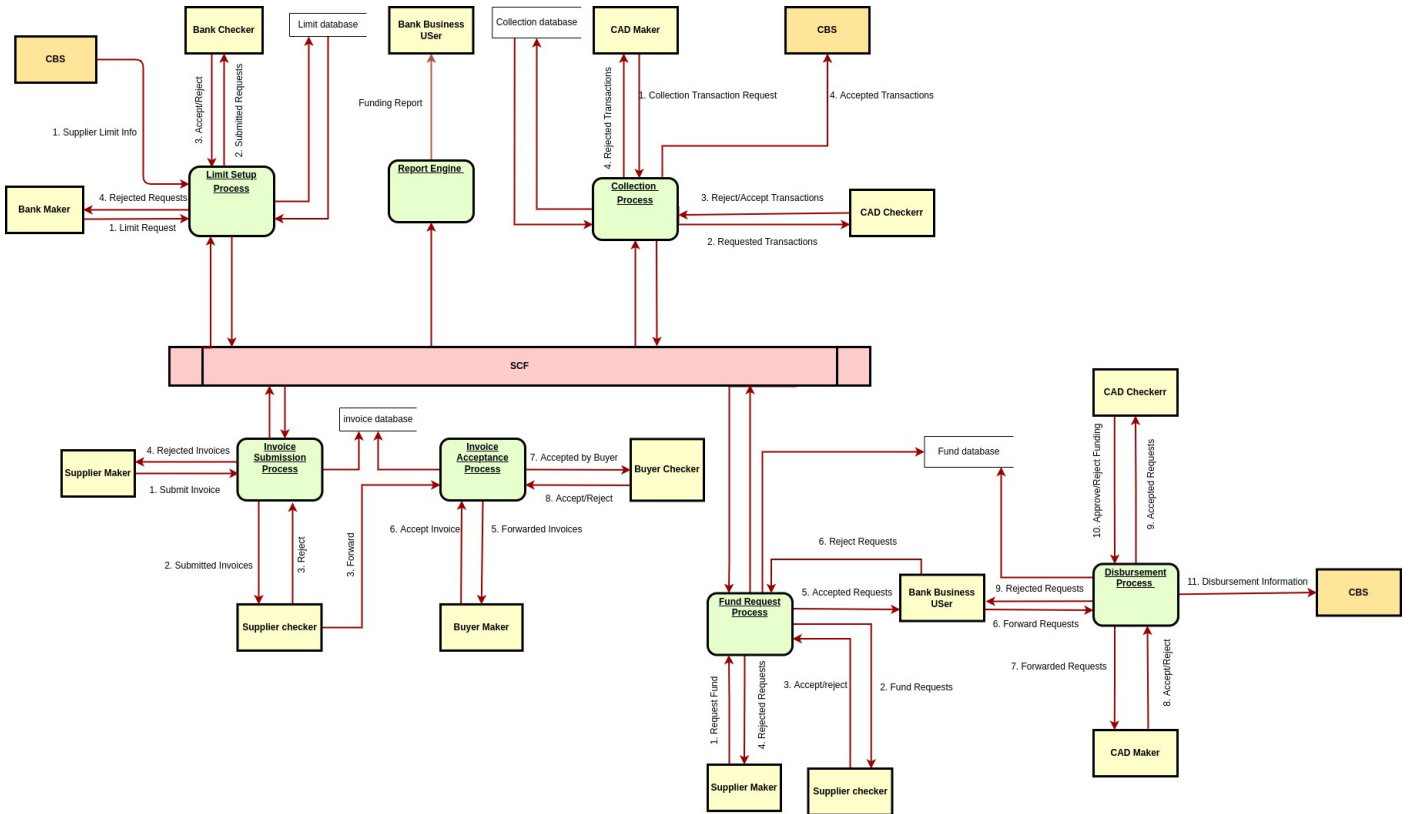 Bank Checker
Limit database
Bank Business
USer
Collection database
CAD Maker
CBS
CBS
3. Accept/Reject
2. Submitted Requests
Funding Report
4. Rejected Transactions
1. Collection Transaction Request
4. Accepted Transactions
1. Supplier Limit Info
Limit Setup
Process
Report Engine
Collection
Process
Bank Maker
4. Rejected Requests
1. Limit Request
3. Reject/Accept Transactions
CAD Checkerr
2. Requested Transactions
SCF
CAD Checkerr
invoice database
Supplier Maker
4. Rejected Invoices
1. Submit Invoice
Invoice
Submission
Process
Invoice
Acceptance
Process
7. Accepted by Buyer
Buyer Checker
8. Accept/Reject
Fund database
10. Approve/Reject Funding
9. Accepted Requests
2. Submitted Invoices
3. Reject
3. Forward
6. Accept Invoice
5. Forwarded Invoices
6. Reject Requests
Supplier checker
Buyer Maker
Fund Request
Process
5. Accepted Requests
Bank Business
USer
9. Rejected Requests
6. Forward Requests
Disbursement
Process
11. Disbursement Information
CBS
7. Forwarded Requests
8. Accept/Reject
1. Request Fund
4. Rejected Requests
3. Accept/reject
2. Fund Requests
CAD Maker
Supplier Maker
Supplier checker